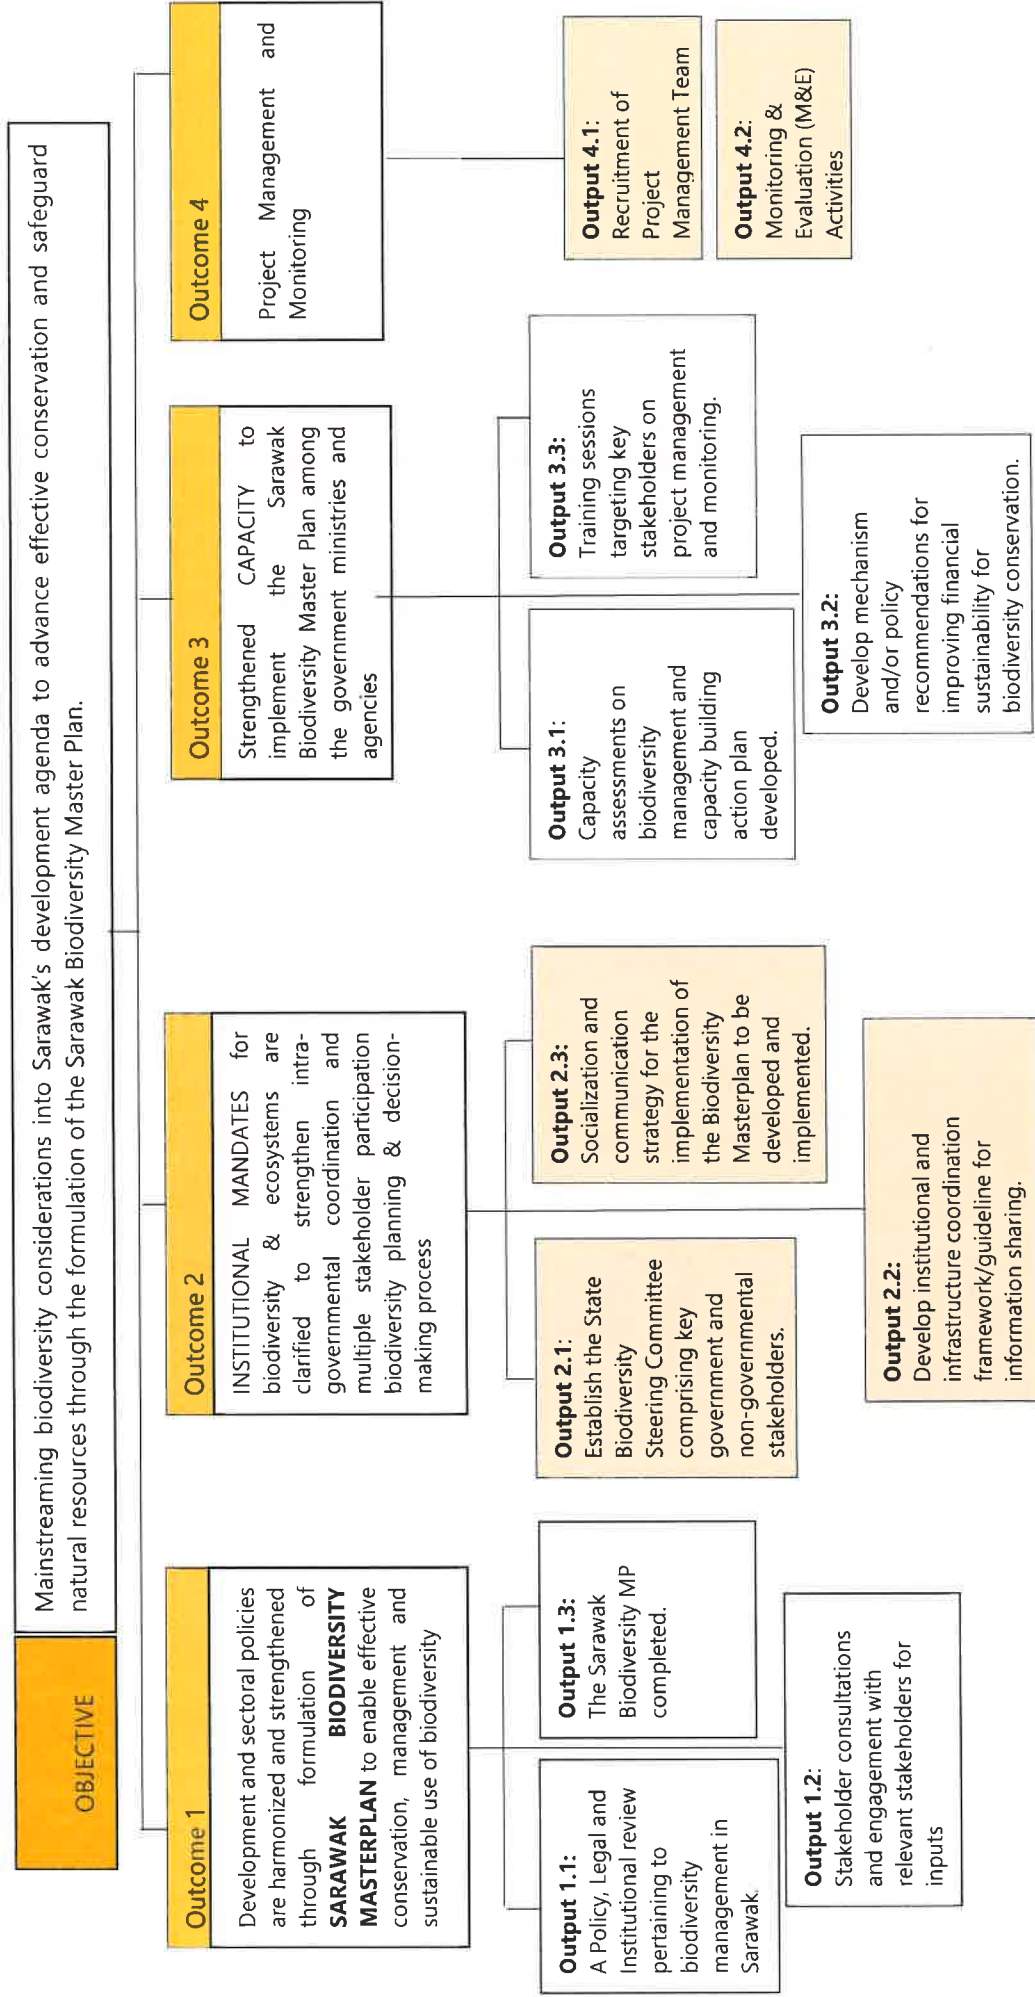 OBJECTIVE
Mainstreaming biodiversity considerations into Sarawak's development agenda to advance effective conservation and safeguard
natural resources through the formulation of the Sarawak Biodiversity Master Plan.
Outcome 1
Development and sectoral policies
are harmonized and strengthened
through formulation of
SARAWAK BIODIVERSITY
MASTERPLAN to enable effective
conservation, management and
sustainable use of biodiversity
Output 1.1:
A Policy, Legal and
Institutional review
pertaining to
biodiversity
management in
Sarawak.
Output 1.2:
Stakeholder consultations
and engagement with
relevant stakeholders for
inputs
Output 1.3:
The Sarawak
Biodiversity MP
completed.
Outcome 2
INSTITUTIONAL MANDATES for
biodiversity & ecosystems are
clarified to strengthen intra-
governmental coordination and
multiple stakeholder participation
biodiversity planning & decision-
making process
Output 2.1:
Establish the State
Biodiversity
Steering Committee
comprising key
government and
non-governmental
stakeholders.
Output 2.2:
Develop institutional and
infrastructure coordination
framework/guideline for
information sharing.
Output 2.3:
Socialization and
communication
strategy for the
implementation of
the Biodiversity
Masterplan to be
developed and
implemented.
Outcome 3
Strengthened CAPACITY to
implement the Sarawak
Biodiversity Master Plan among
the government ministries and
agencies
Output 3.1:
Capacity
assessments on
biodiversity
management and
capacity building
action plan
developed.
Output 3.2:
Develop mechanism
and/or policy
recommendations for
improving financial
sustainability for
biodiversity conservation.
Output 3.3:
Training sessions
targeting key
stakeholders on
project management
and monitoring.
Outcome 4
Project Management and
Monitoring
Output 4.1:
Recruitment of
Project
Management Team
Output 4.2:
Monitoring &
Evaluation (M&E)
Activities